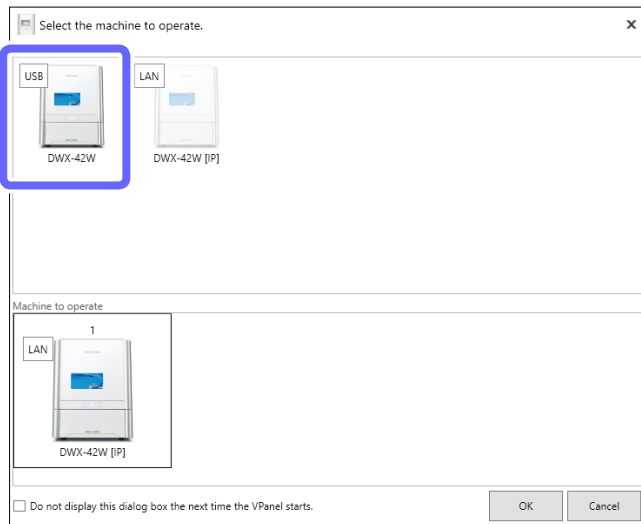 Select the machine to operate.
USB
LAN
DWX-42W
DWX-42W [IP]
Machine to operate
1
LAN
DWX-42W [IP]
Do not display this dialog box the next time the VPanel starts.
OK
Cancel